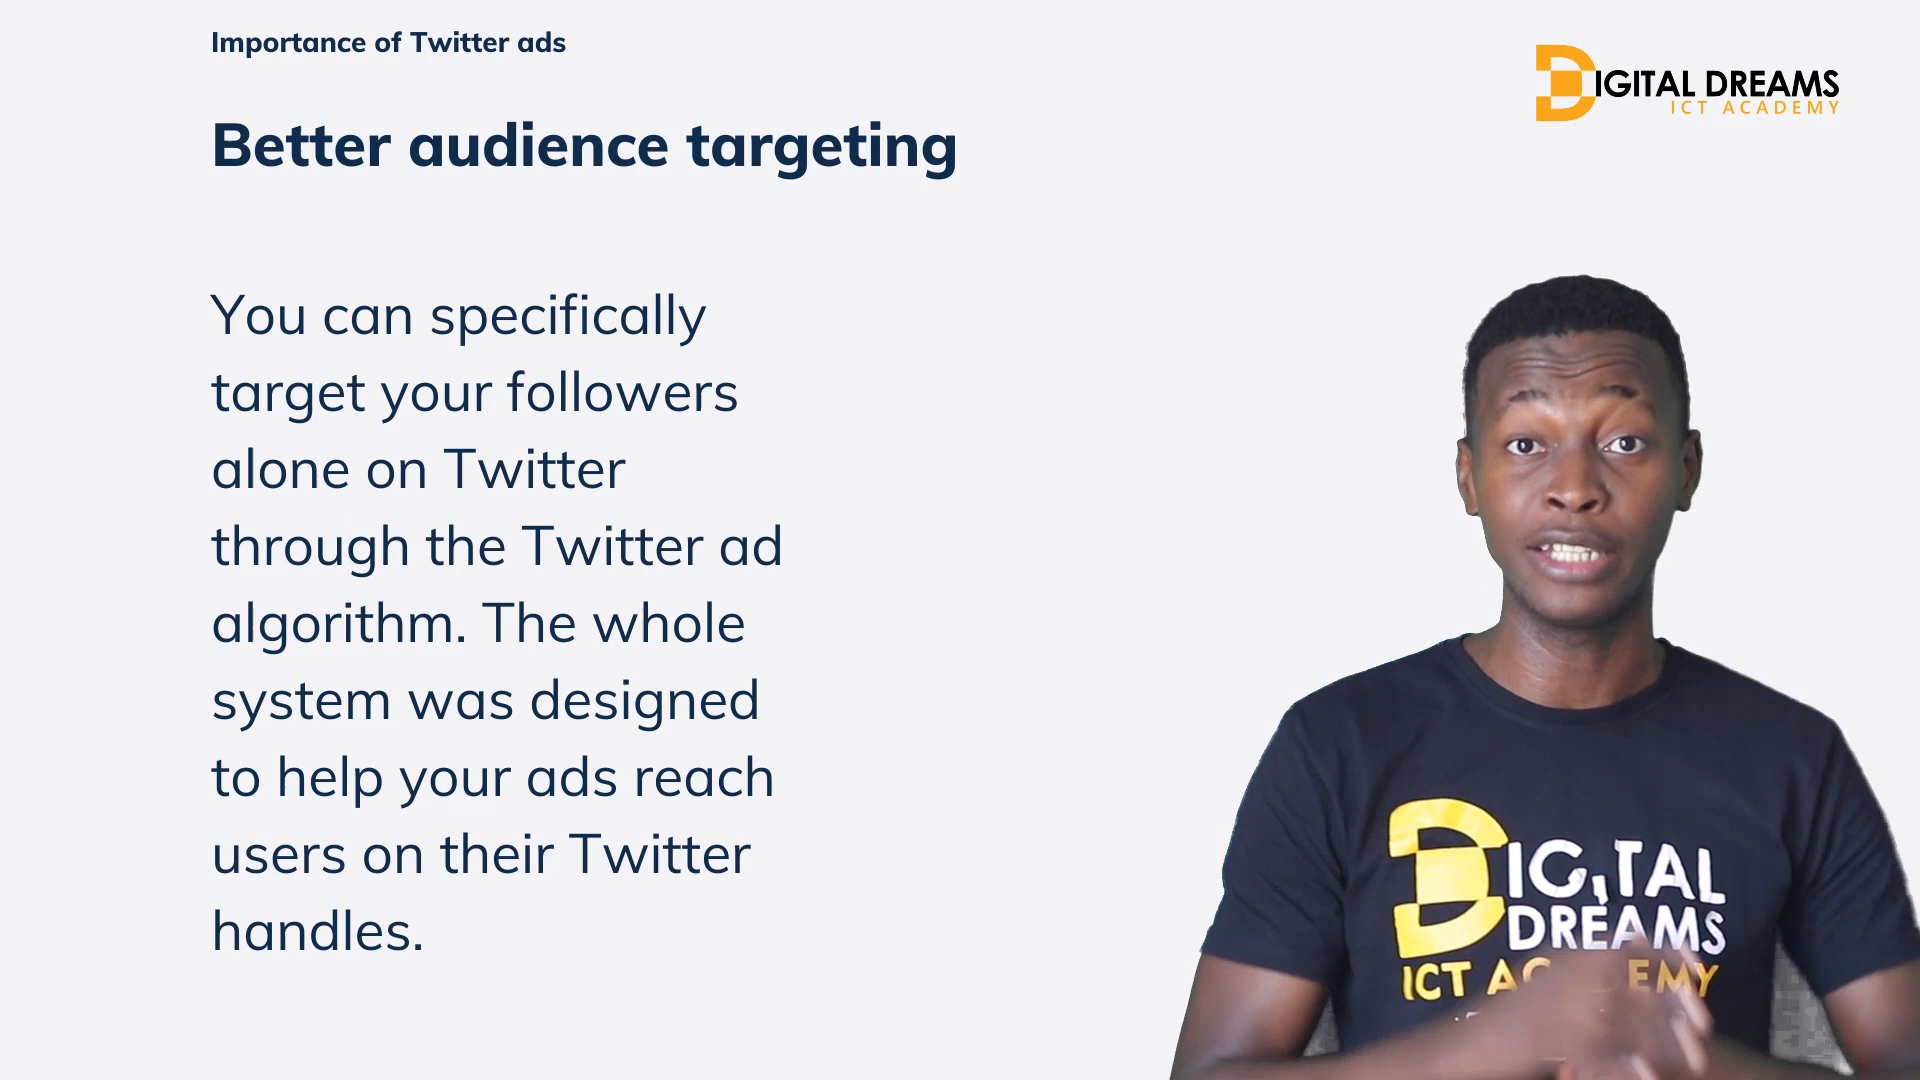 Importance of Twitter ads
DIGITAL DREAMS
ICT ACADEMY
Better audience targeting
You can specifically
target your followers
alone on Twitter
through the Twitter ad
algorithm. The whole
system was designed
to help your ads reach
users on their Twitter
handles.
DIGITAL
DREAMS
ICT